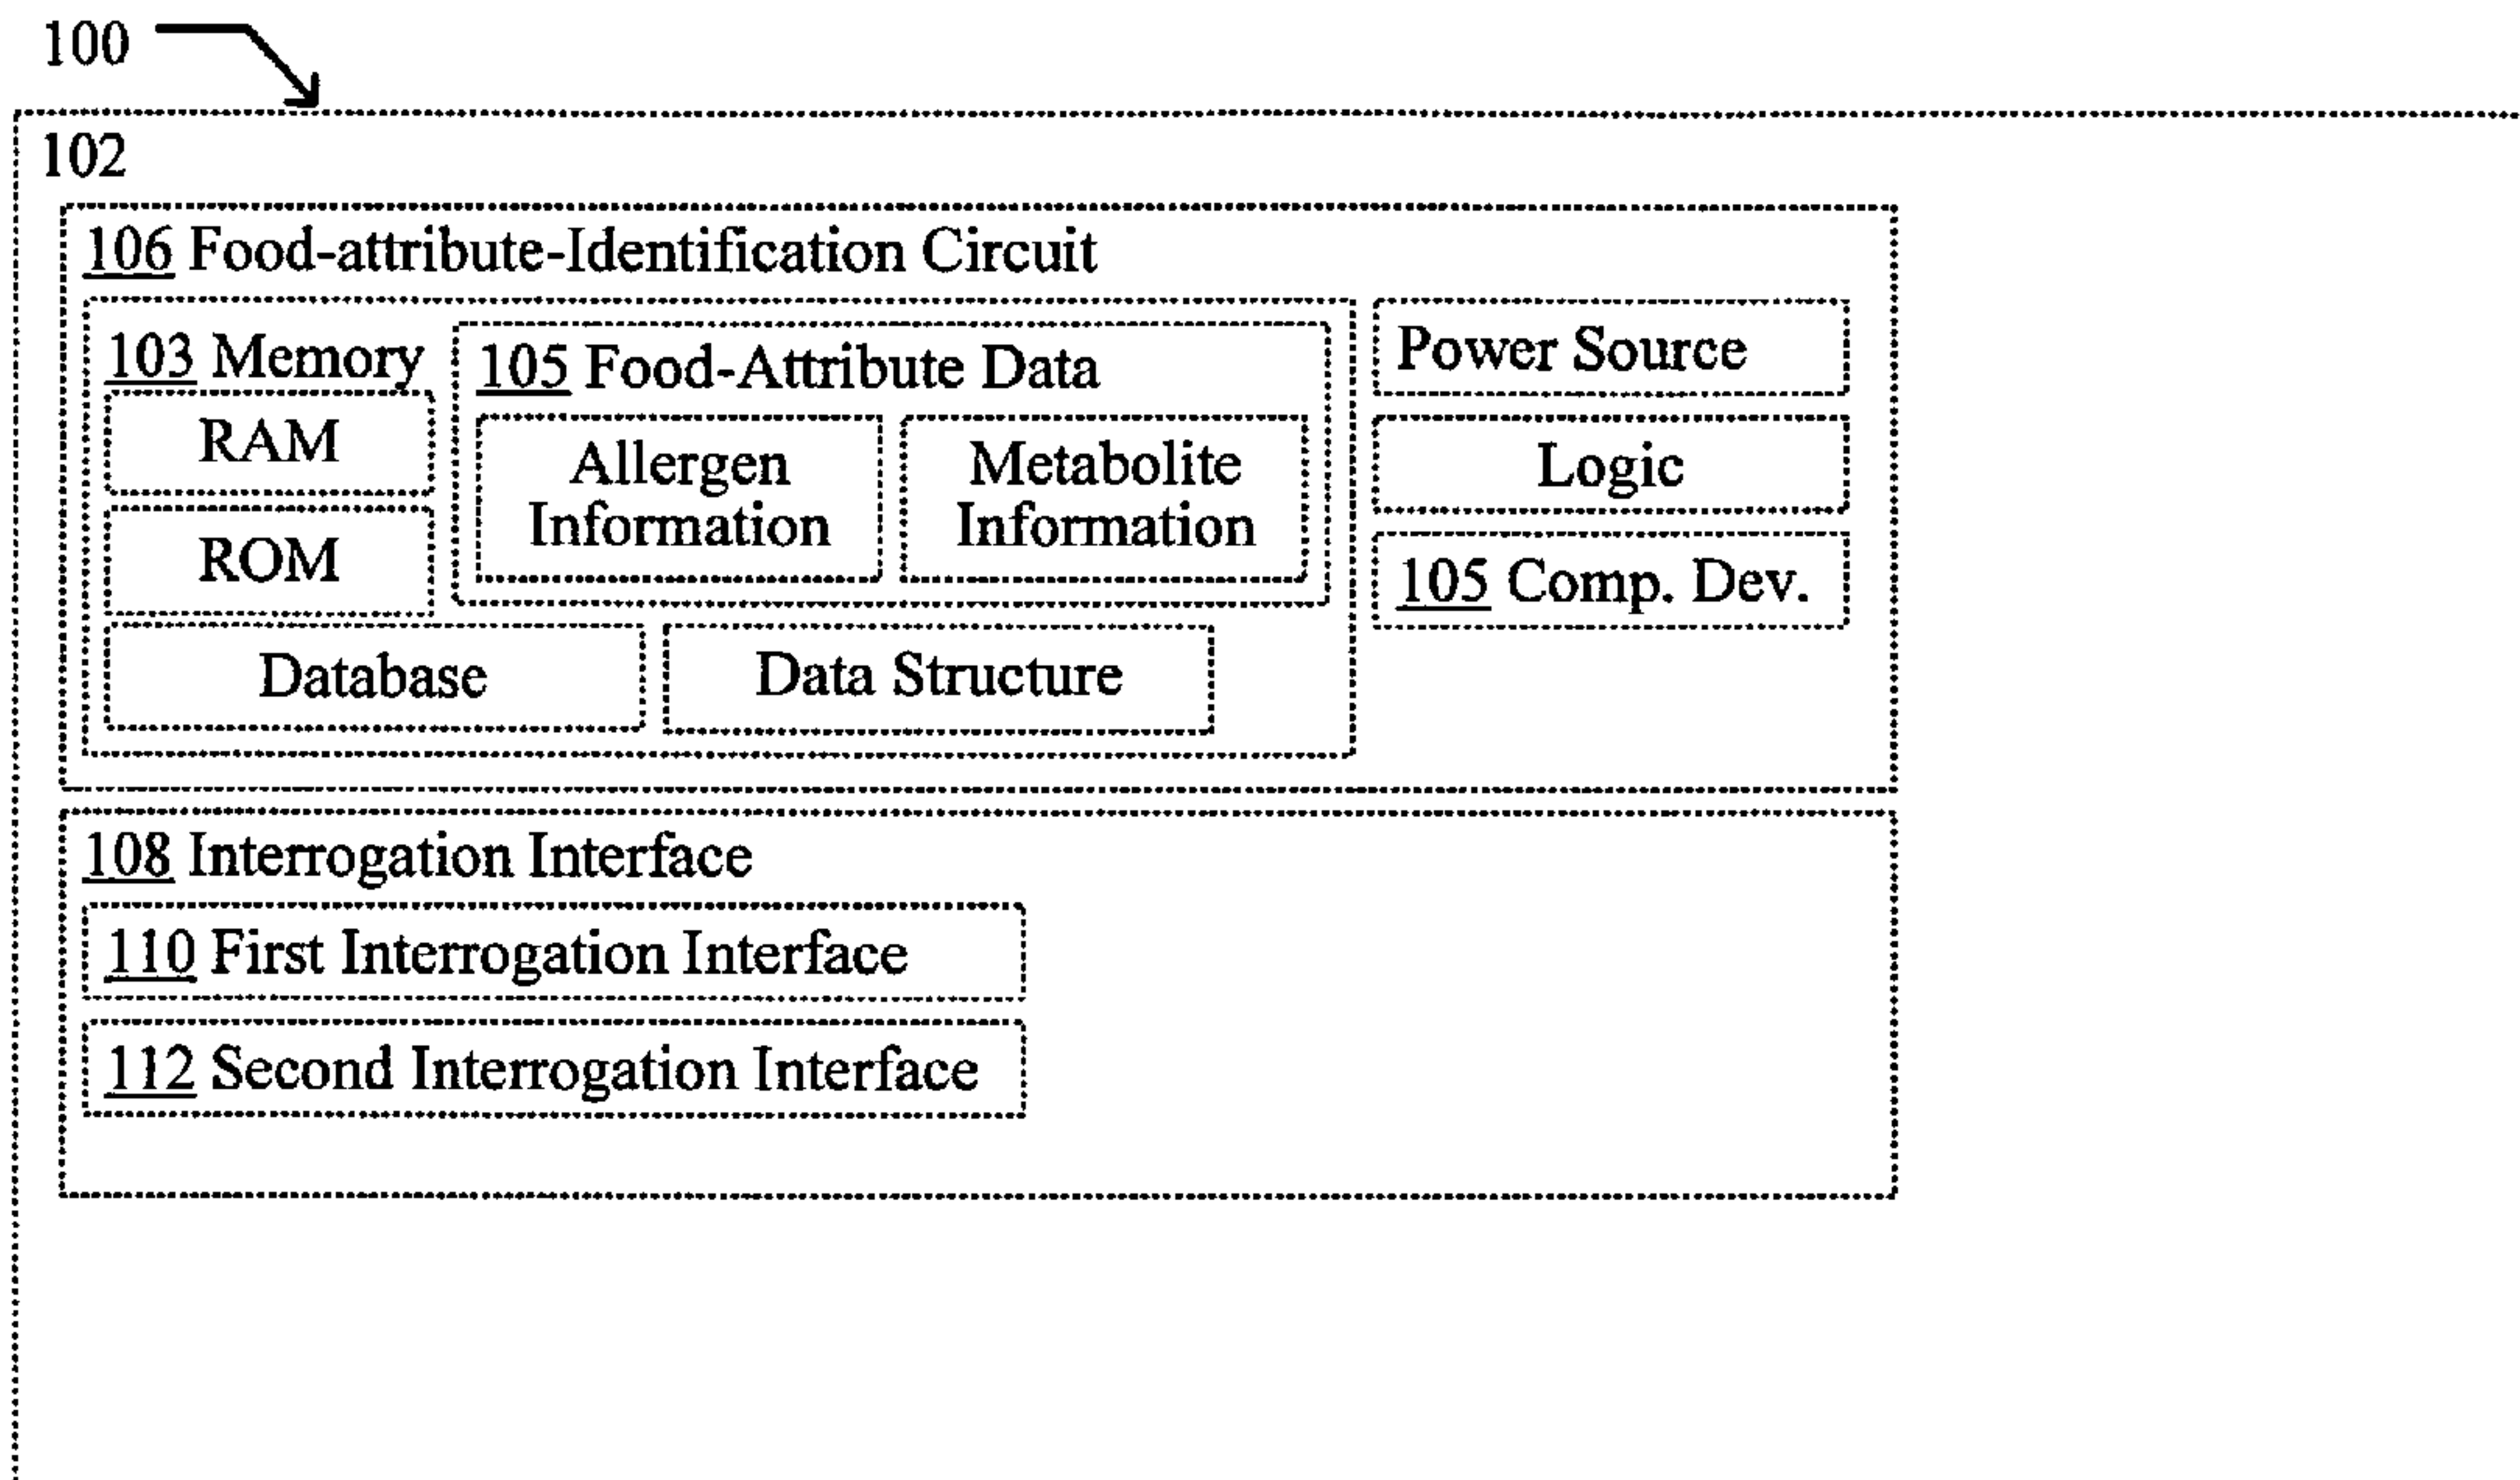 100
102
106 Food-attribute-Identification Circuit
103 Memory
RAM
ROM
105 Food-Attribute Data
Allergen
Information
Metabolite
Information
Database
Data Structure
Power Source
Logic
105 Comp. Dev.
108 Interrogation Interface
110 First Interrogation Interface
112 Second Interrogation Interface